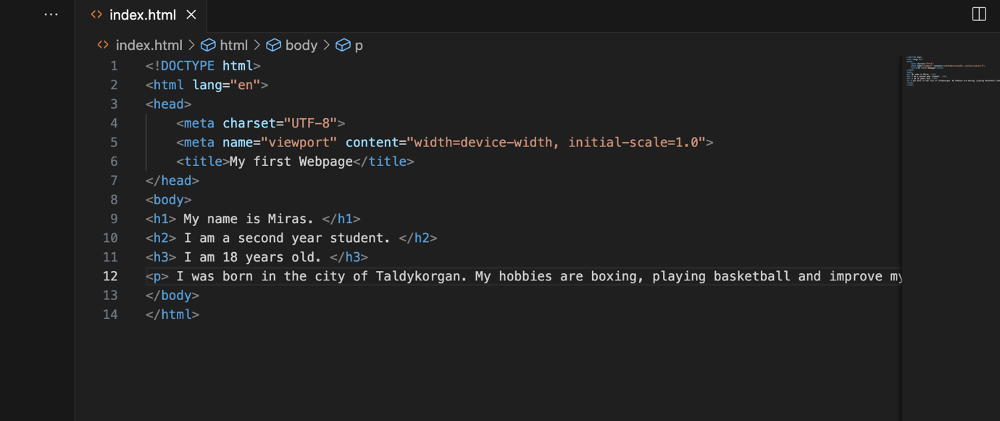 index.html
index.html > html > body > p
1 <!DOCTYPE html>
2 <html lang="en">
3 <head>
4 <meta charset="UTF-8">
5 <meta name="viewport" content="width=device-width, initial-scale=1.0">
6 <title>My first Webpage</title>
7 </head>
8 <body>
9 <h1> My name is Miras. </h1>
10 <h2> I am a second year student. </h2>
11 <h3> I am 18 years old. </h3>
12 <p> I was born in the city of Taldykorgan. My hobbies are boxing, playing basketball and improve my
13 </body>
14 </html>